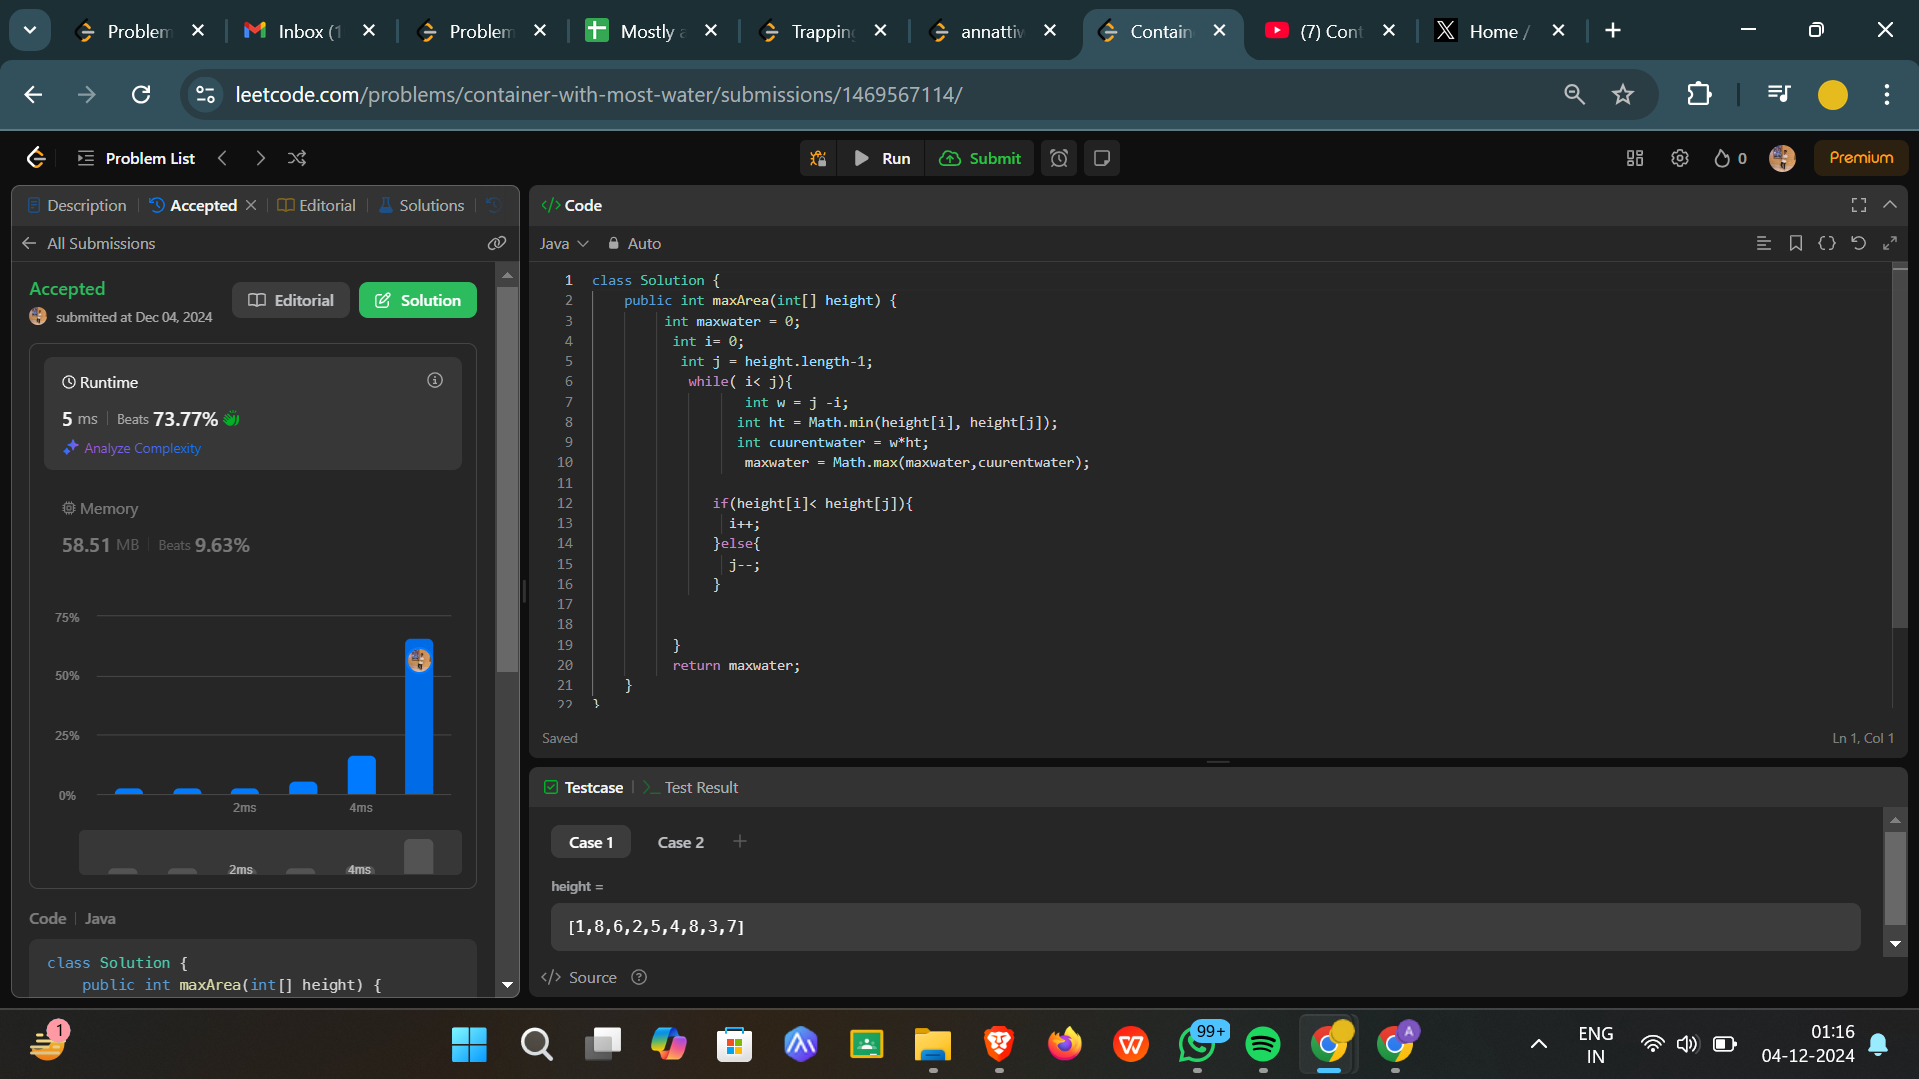 Problem
Inbox (1
Problem
Mostly a
Trapping
annattiw
Contain
(7) Cont
Home /
leetcode.com/problems/container-with-most-water/submissions/1469567114/
Problem List
Run
Submit
0
Premium
Description
Accepted
Editorial
Solutions
All Submissions
Accepted
submitted at Dec 04, 2024
Editorial
Solution
Runtime
5 ms
Beats 73.77%
Analyze Complexity
Memory
58.51 MB
Beats 9.63%
75%
50%
25%
0%
2ms
4ms
2ms
4ms
Code
Java
class Solution {
public int maxArea(int[] height) {
</> Code
Java
Auto
1 class Solution {
2 public int maxArea(int[] height) {
3 int maxwater = 0;
4 int i= 0;
5 int j = height.length-1;
6 while( i< j){
7 int w = j -i;
8 int ht = Math.min(height[i], height[j]);
9 int cuurentwater = w*ht;
10 maxwater = Math.max(maxwater,cuurentwater);
11
12 if(height[i]< height[j]){
13 i++;
14 }else{
15 j--;
16 }
17
18
19 }
20 return maxwater;
21 }
22 }
Saved
Ln 1, Col 1
Testcase
Test Result
Case 1
Case 2
height =
[1,8,6,2,5,4,8,3,7]
</> Source
1
99+
A
ENG
IN
01:16
04-12-2024